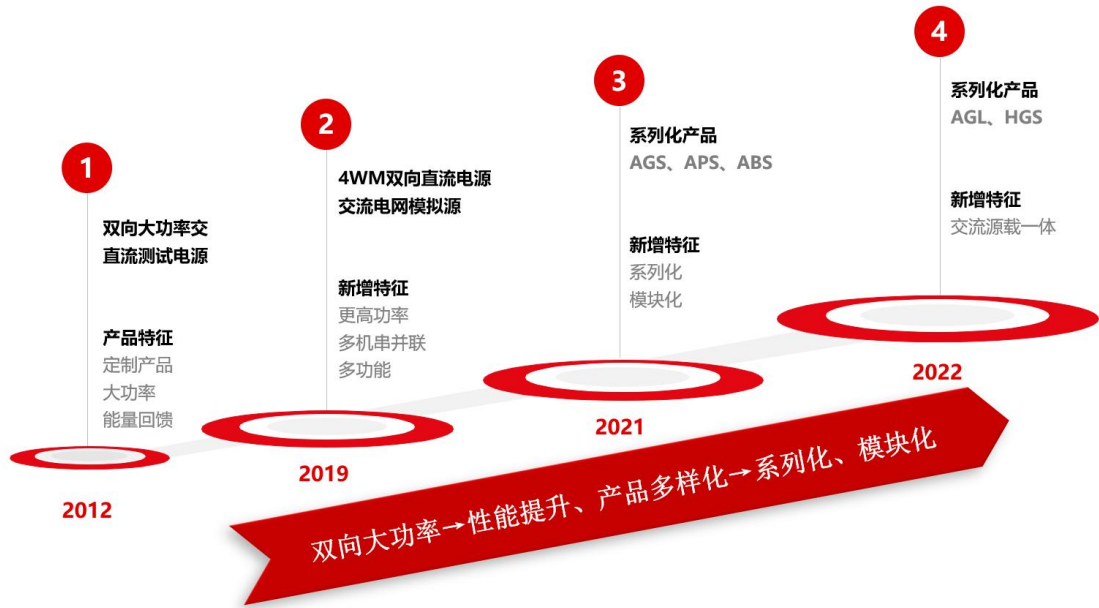 1
双向大功率交
直流测试电源
产品特征
定制产品
大功率
能量回馈
2012
2
4WM双向直流电源
交流电网模拟源
新增特征
更高功率
多机串并联
多功能
2019
3
系列化产品
AGS、APS、ABS
新增特征
系列化
模块化
2021
4
系列化产品
AGL、HGS
新增特征
交流源载一体
2022
双向大功率→性能提升、产品多样化→系列化、模块化